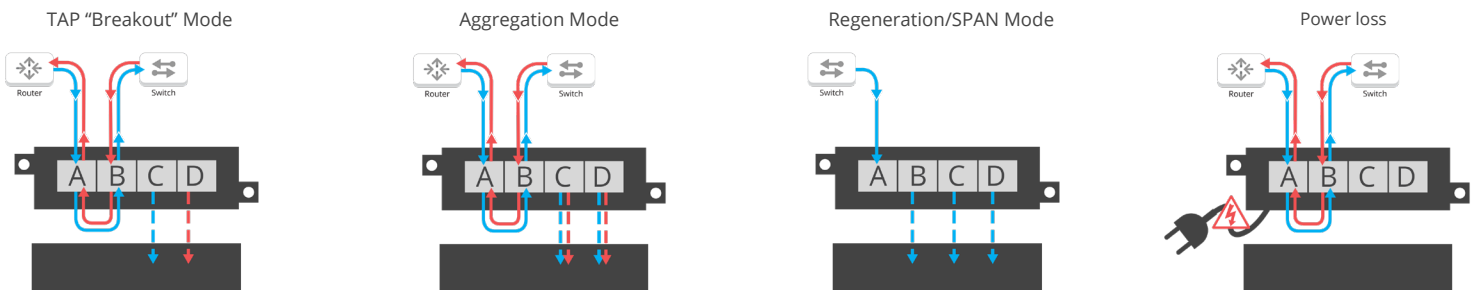 TAP “Breakout” Mode
Router
Switch
A B C D
Aggregation Mode
Router
Switch
A B C D
Regeneration/SPAN Mode
Switch
A B C D
Power loss
Router
Switch
A B C D